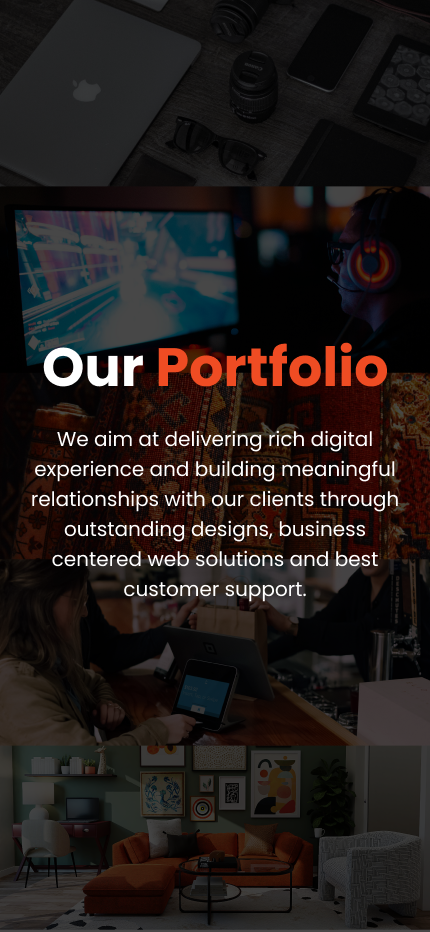 Our Portfolio
We aim at delivering rich digital
experience and building meaningful
relationships with our clients through
outstanding designs, business
centered web solutions and best
customer support.